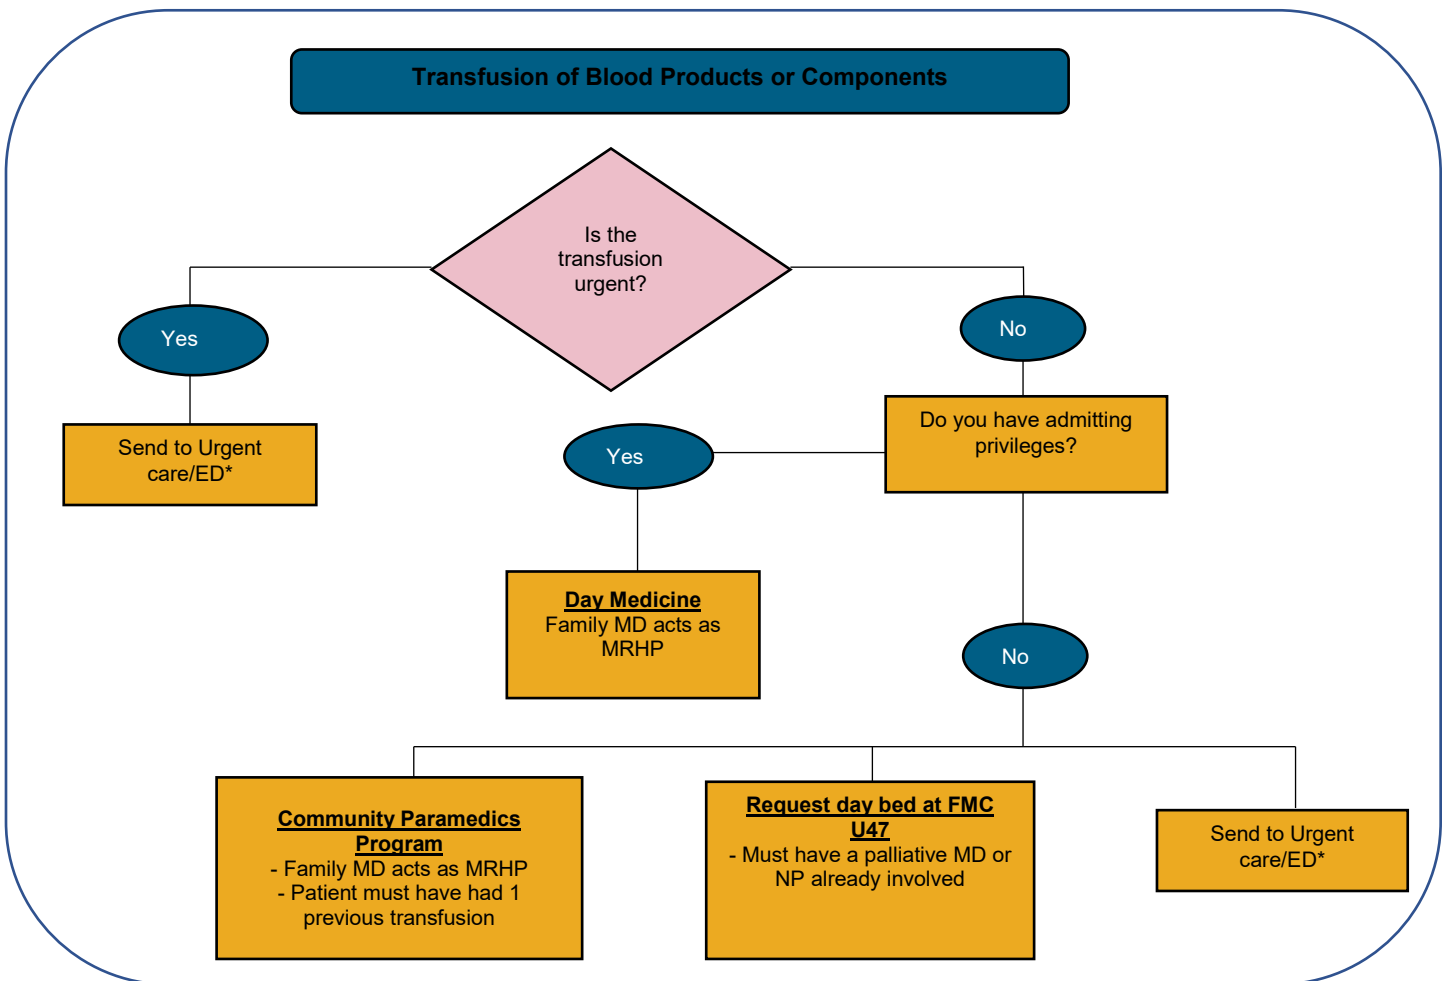 Transfusion of Blood Products or Components
Is the
transfusion
urgent?
Yes
No
Send to Urgent
care/ED*
Do you have admitting
privileges?
Yes
Day Medicine
Family MD acts as
MRHP
No
Community Paramedics
Program
- Family MD acts as MRHP
- Patient must have had 1
previous transfusion
Request day bed at FMC
U47
- Must have a palliative MD or
NP already involved
Send to Urgent
care/ED*